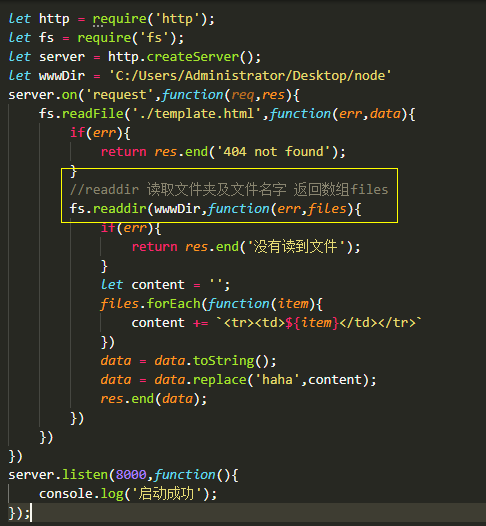 let http = require('http');
let fs = require('fs');
let server = http.createServer();
let wwwDir = 'C:/Users/Administrator/Desktop/node'
server.on('request',function(req,res){
    fs.readFile('./template.html',function(err,data){
        if(err){
            return res.end('404 not found');
        }
        //readdir 读取文件夹及文件名字 返回数组files
        fs.readdir(wwwDir,function(err,files){
            if(err){
                return res.end('没有读到文件');
            }
            let content = '';
            files.forEach(function(item){
                content += `<tr><td>${item}</td></tr>`
            })
            data = data.toString();
            data = data.replace('haha',content);
            res.end(data);
        })
    })
})
server.listen(8000,function(){
    console.log('启动成功');
});